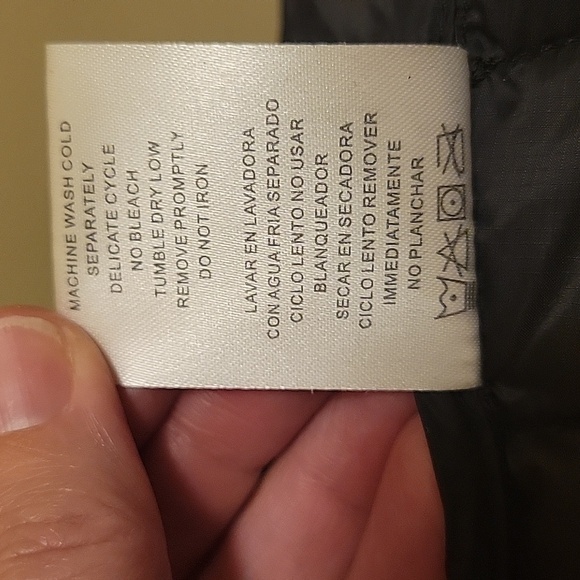 MACHINE WASH COLD
SEPARATELY
DELICATE CYCLE
NO BLEACH
TUMBLE DRY LOW
REMOVE PROMPTLY
DO NOT IRON
LAVAR EN LAVADORA
CON AGUA FRIA SEPARADO
CICLO LENTO NO USAR
BLANQUEADOR
SECAR EN SECADORA
CICLO LENTO REMOVER
IMMEDIATAMENTE
NO PLANCHAR